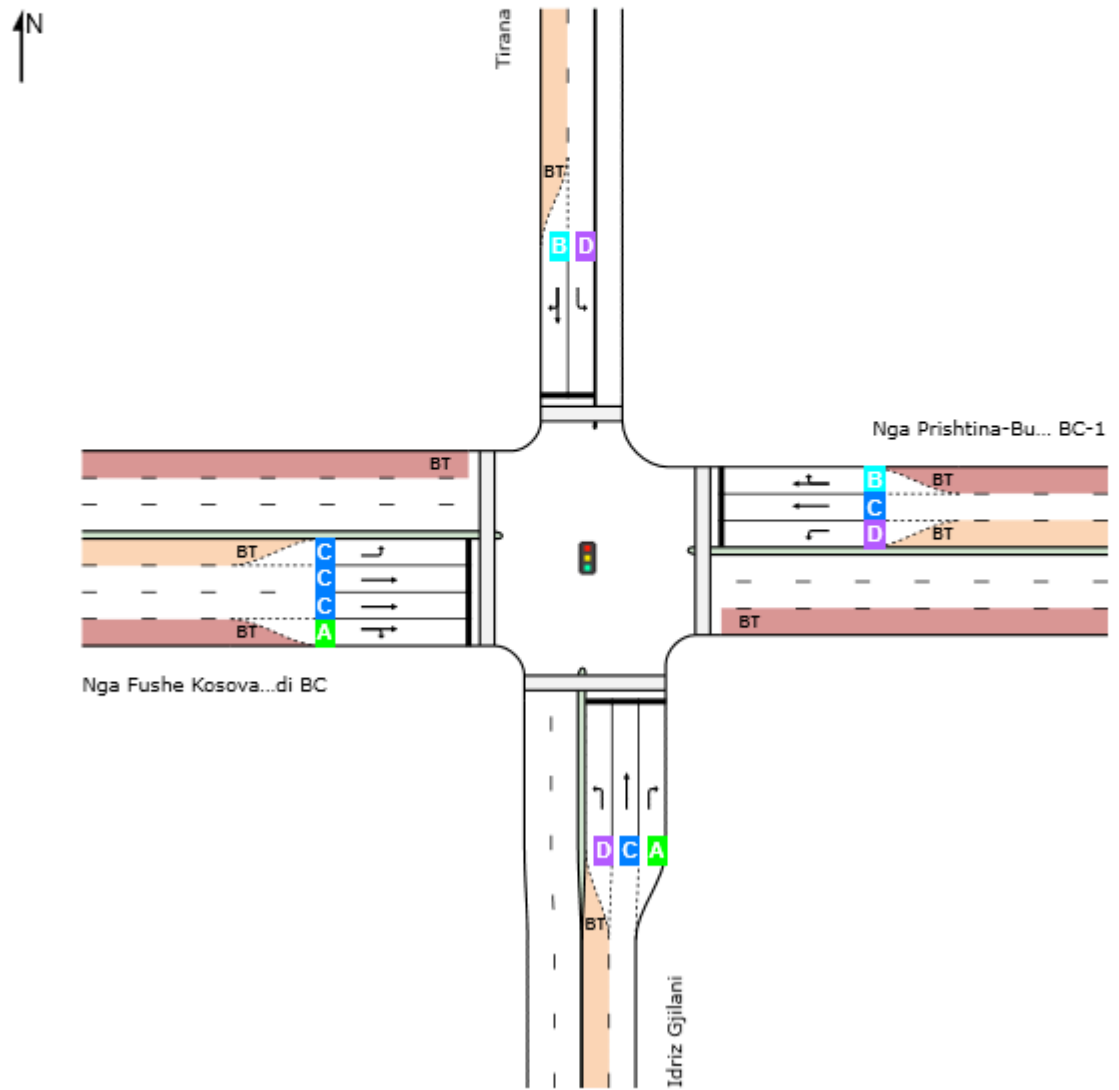 N
Tirana
BT
B D
Nga Prishtina-Bu... BC-1
BT
B
BT
C
D
BT
BT
C
C
C
BT
A
BT
Nga Fushe Kosova...di BC
D C A
BT
Idriz Gjilani